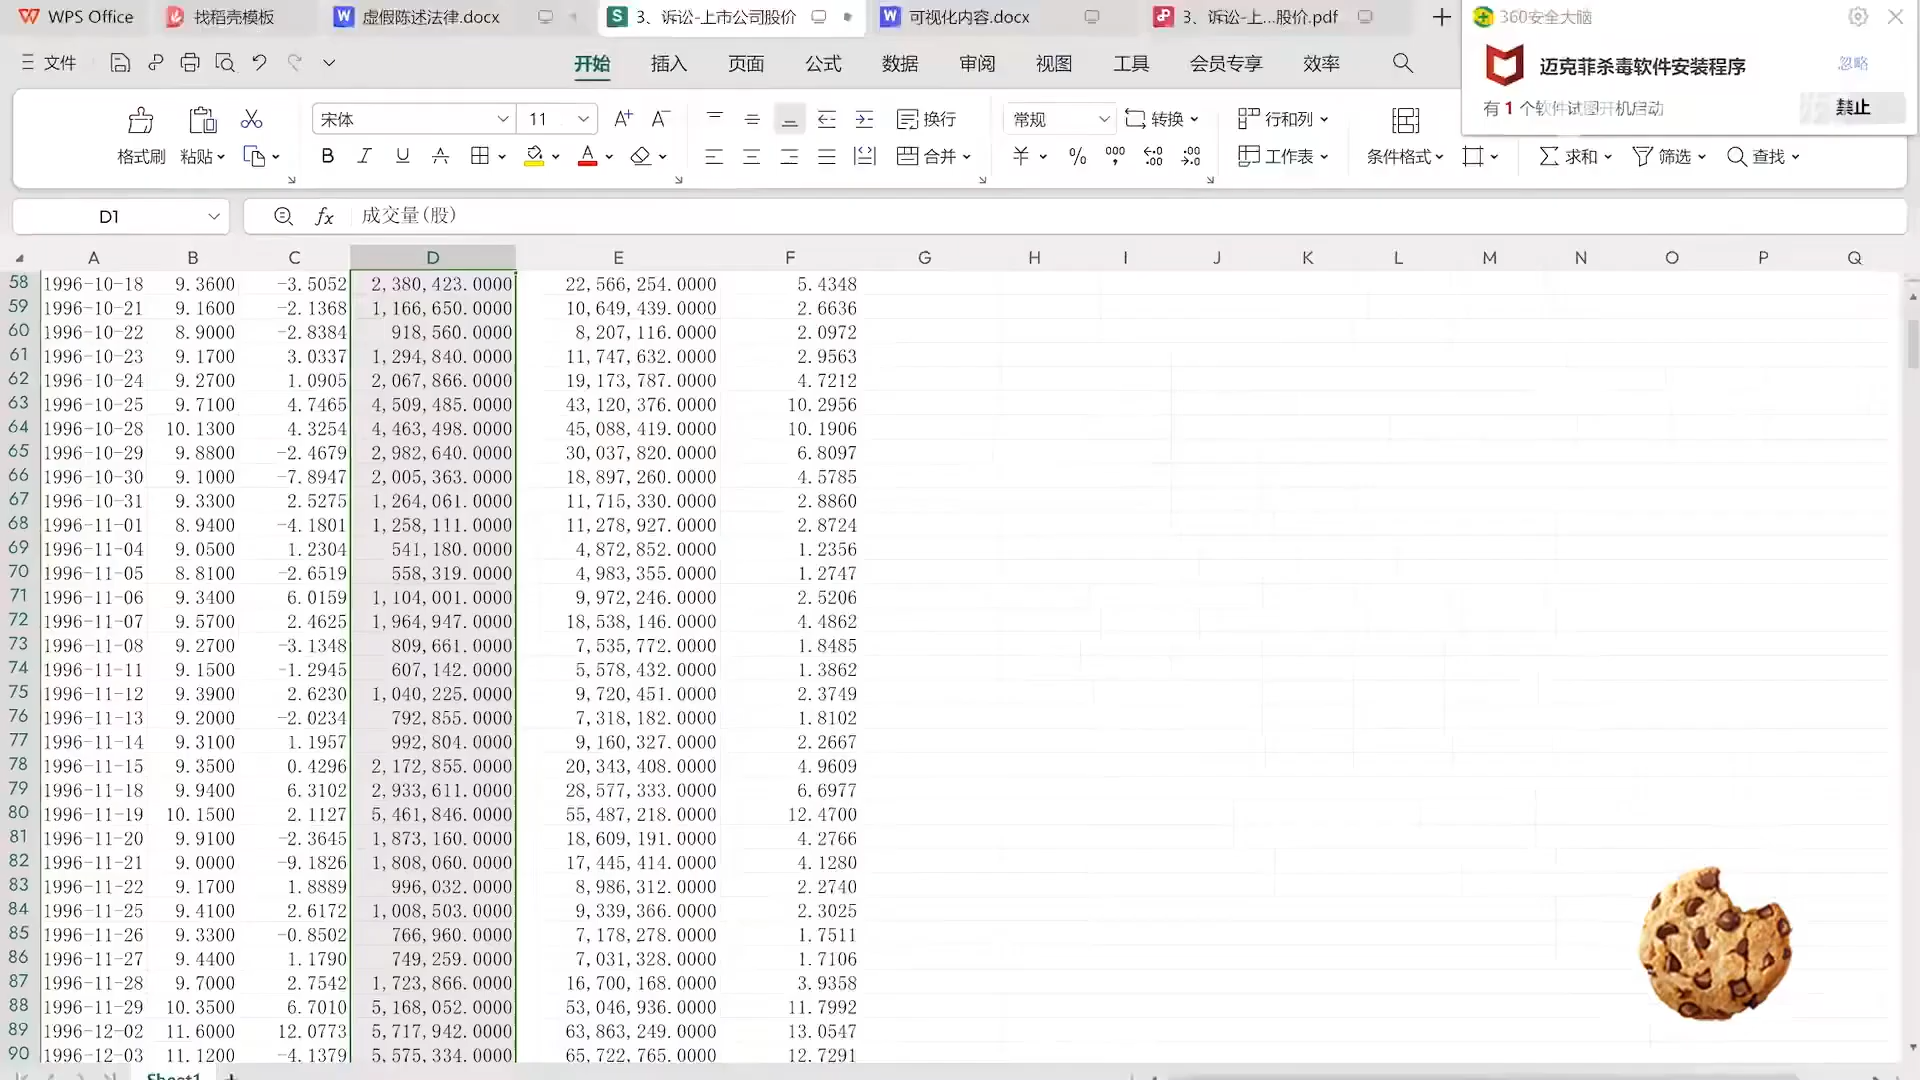 WPS Office 找稻壳模板 虚假陈述法律.docx 3、诉讼-上市公司股价 可视化内容.docx 3、诉讼-上...股价.pdf
360安全大脑
迈克菲杀毒软件安装程序 忽略
有 1 个软件试图开机启动 禁止
文件 开始 插入 页面 公式 数据 审阅 视图 工具 会员专享 效率
宋体 11 A+ A- 换行 常规 转换 行和列
格式刷 粘贴 B I U A A 合并 ¥ % 工作表 条件格式 求和 筛选 查找
D1 fx 成交量(股)
A B C D E F G H I J K L M N O P Q
58 1996-10-18 9.3600 -3.5052 2,380,423.0000 22,566,254.0000 5.4348
59 1996-10-21 9.1600 -2.1368 1,166,650.0000 10,649,439.0000 2.6636
60 1996-10-22 8.9000 -2.8384 918,560.0000 8,207,116.0000 2.0972
61 1996-10-23 9.1700 3.0337 1,294,840.0000 11,747,632.0000 2.9563
62 1996-10-24 9.2700 1.0905 2,067,866.0000 19,173,787.0000 4.7212
63 1996-10-25 9.7100 4.7465 4,509,485.0000 43,120,376.0000 10.2956
64 1996-10-28 10.1300 4.3254 4,463,498.0000 45,088,419.0000 10.1906
65 1996-10-29 9.8800 -2.4679 2,982,640.0000 30,037,820.0000 6.8097
66 1996-10-30 9.1000 -7.8947 2,005,363.0000 18,897,260.0000 4.5785
67 1996-10-31 9.3300 2.5275 1,264,061.0000 11,715,330.0000 2.8860
68 1996-11-01 8.9400 -4.1801 1,258,111.0000 11,278,927.0000 2.8724
69 1996-11-04 9.0500 1.2304 541,180.0000 4,872,852.0000 1.2356
70 1996-11-05 8.8100 -2.6519 558,319.0000 4,983,355.0000 1.2747
71 1996-11-06 9.3400 6.0159 1,104,001.0000 9,972,246.0000 2.5206
72 1996-11-07 9.5700 2.4625 1,964,947.0000 18,538,146.0000 4.4862
73 1996-11-08 9.2700 -3.1348 809,661.0000 7,535,772.0000 1.8485
74 1996-11-11 9.1500 -1.2945 607,142.0000 5,578,432.0000 1.3862
75 1996-11-12 9.3900 2.6230 1,040,225.0000 9,720,451.0000 2.3749
76 1996-11-13 9.2000 -2.0234 792,855.0000 7,318,182.0000 1.8102
77 1996-11-14 9.3100 1.1957 992,804.0000 9,160,327.0000 2.2667
78 1996-11-15 9.3500 0.4296 2,172,855.0000 20,343,408.0000 4.9609
79 1996-11-18 9.9400 6.3102 2,933,611.0000 28,577,333.0000 6.6977
80 1996-11-19 10.1500 2.1127 5,461,846.0000 55,487,218.0000 12.4700
81 1996-11-20 9.9100 -2.3645 1,873,160.0000 18,609,191.0000 4.2766
82 1996-11-21 9.0000 -9.1826 1,808,060.0000 17,445,414.0000 4.1280
83 1996-11-22 9.1700 1.8889 996,032.0000 8,986,312.0000 2.2740
84 1996-11-25 9.4100 2.6172 1,008,503.0000 9,339,366.0000 2.3025
85 1996-11-26 9.3300 -0.8502 766,960.0000 7,178,278.0000 1.7511
86 1996-11-27 9.4400 1.1790 749,259.0000 7,031,328.0000 1.7106
87 1996-11-28 9.7000 2.7542 1,723,866.0000 16,700,168.0000 3.9358
88 1996-11-29 10.3500 6.7010 5,168,052.0000 53,046,936.0000 11.7992
89 1996-12-02 11.6000 12.0773 5,717,942.0000 63,863,249.0000 13.0547
90 1996-12-03 11.1200 -4.1379 5,575,334.0000 65,722,765.0000 12.7291
Sheet1 +